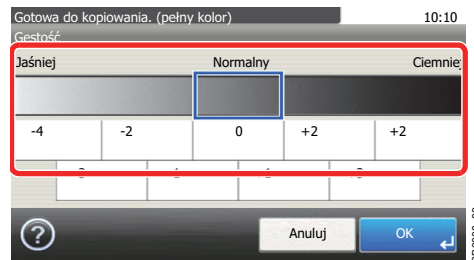 Gotowa do kopiowania. (pełny kolor) 10:10
Gęstość
Jaśniej Normalny Ciemniej
-4 -2 0 +2 +2
Anuluj OK